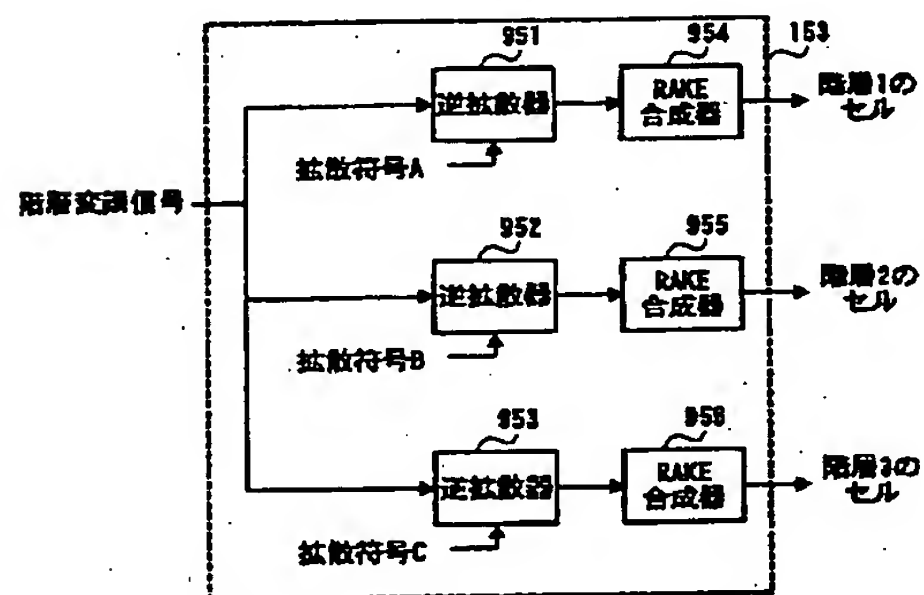 951
954
153
逆拡散器
RAKE
合成器
階層1の
セル
拡散符号A
階層変調信号
952
955
逆拡散器
RAKE
合成器
階層2の
セル
拡散符号B
953
956
逆拡散器
RAKE
合成器
階層3の
セル
拡散符号C